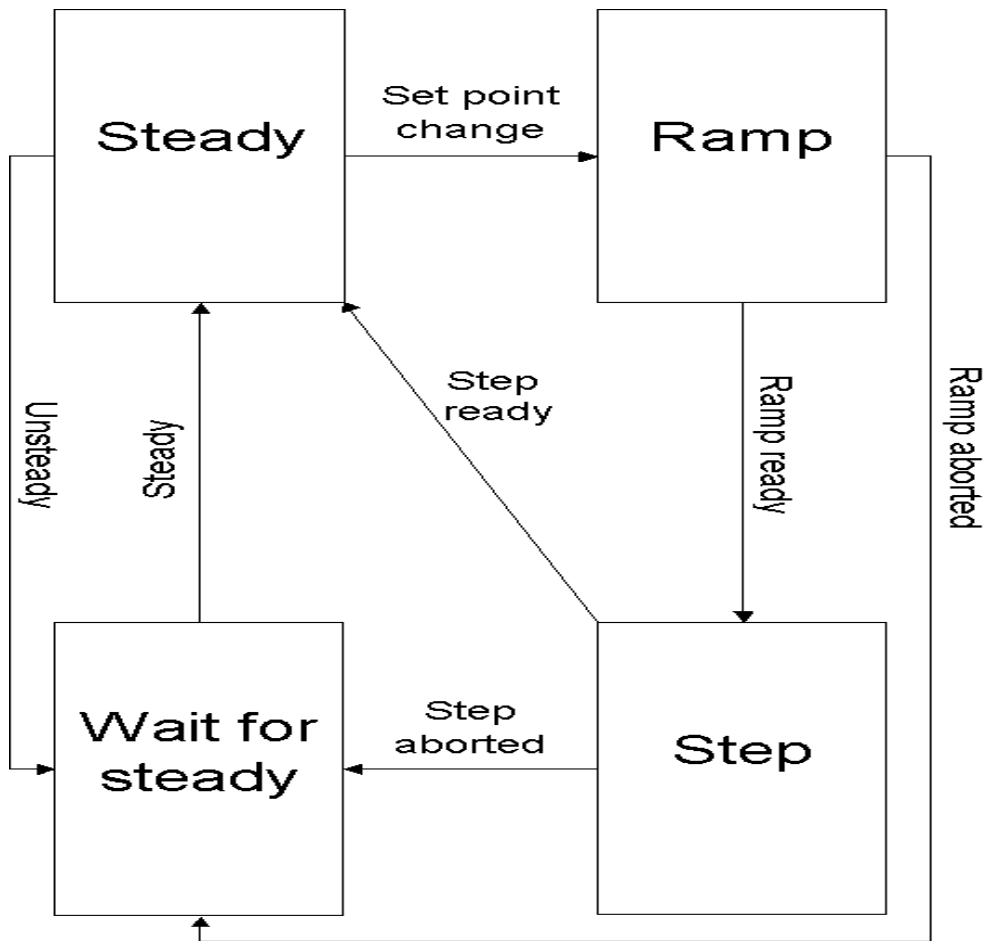 Steady
Set point
change
Ramp
Unsteady
Steady
Step
ready
Ramp ready
Ramp aborted
Wait for
steady
Step
aborted
Step